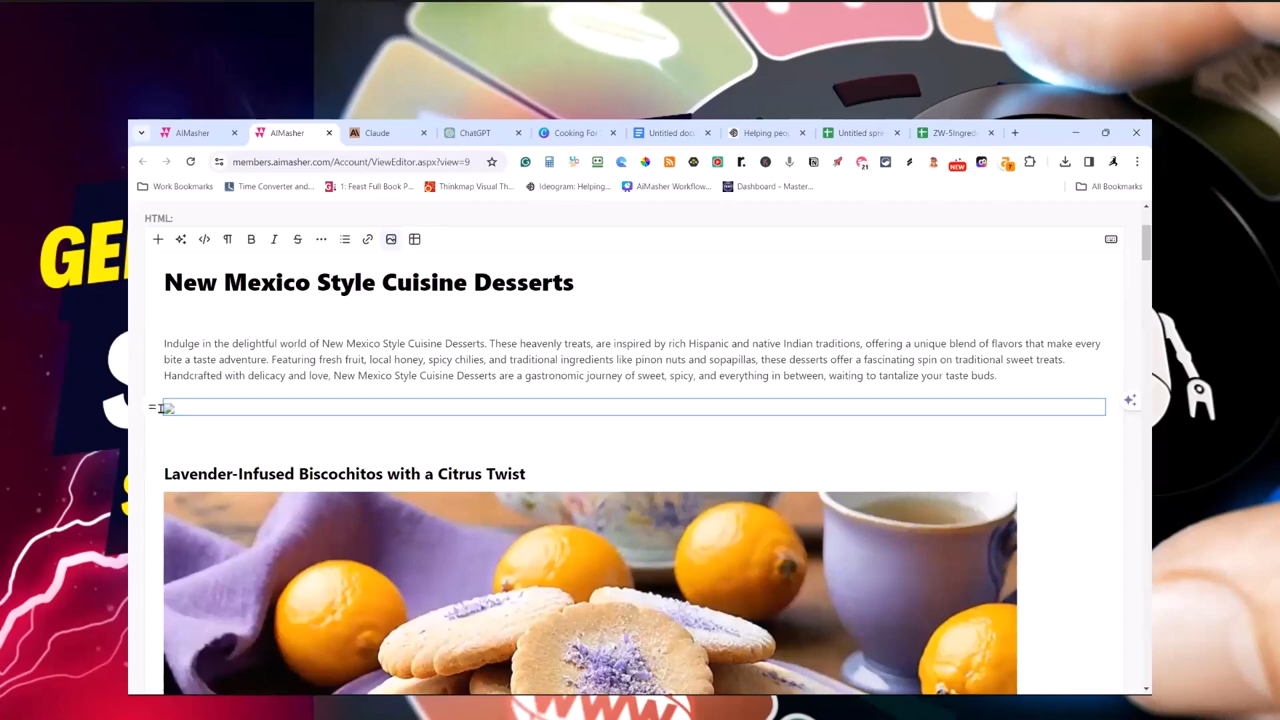 GE
S
S
AiMasher
AiMasher
Claude
ChatGPT
Cooking For
Untitled docu
Helping peo
Untitled spre
ZW-5Ingred
members.aimasher.com/Account/ViewEditor.aspx?view=9
21
NEW
7
Work Bookmarks
Time Converter and...
1: Feast Full Book P...
Thinkmap Visual Th...
Ideogram: Helping...
AiMasher Workflow...
Dashboard - Master...
All Bookmarks
HTML:
New Mexico Style Cuisine Desserts
Indulge in the delightful world of New Mexico Style Cuisine Desserts. These heavenly treats, are inspired by rich Hispanic and native Indian traditions, offering a unique blend of flavors that make every
bite a taste adventure. Featuring fresh fruit, local honey, spicy chilies, and traditional ingredients like pinon nuts and sopapillas, these desserts offer a fascinating spin on traditional sweet treats.
Handcrafted with delicacy and love, New Mexico Style Cuisine Desserts are a gastronomic journey of sweet, spicy, and everything in between, waiting to tantalize your taste buds.
Lavender-Infused Biscochitos with a Citrus Twist
WWW